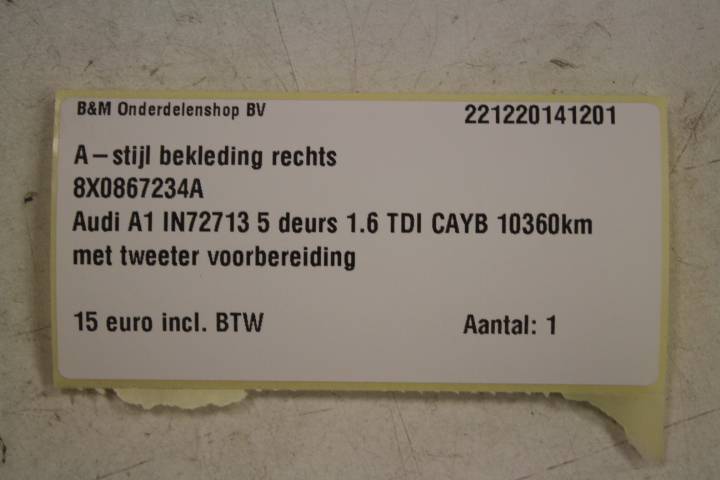 B&M Onderdelenshop BV 221220141201
A-stijl bekleding rechts
8X0867234A
Audi A1 IN72713 5 deurs 1.6 TDI CAYB 10360km
met tweeter voorbereiding
15 euro incl. BTW Aantal: 1